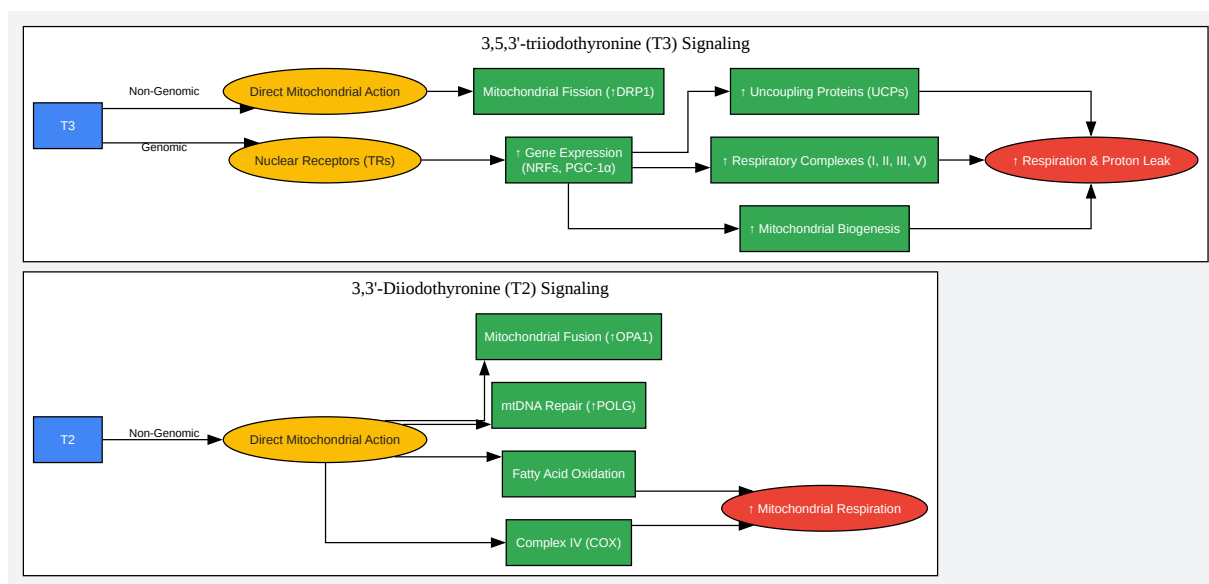 3,5,3'-triiodothyronine (T3) Signaling
T3
Non-Genomic
Genomic
Direct Mitochondrial Action
Nuclear Receptors (TRs)
Mitochondrial Fission (↑DRP1)
↑ Gene Expression
(NRFs, PGC-1α)
↑ Uncoupling Proteins (UCPs)
↑ Respiratory Complexes (I, II, III, V)
↑ Mitochondrial Biogenesis
↑ Respiration & Proton Leak
3,3'-Diiodothyronine (T2) Signaling
T2
Non-Genomic
Direct Mitochondrial Action
Mitochondrial Fusion (↑OPA1)
mtDNA Repair (↑POLG)
Fatty Acid Oxidation
Complex IV (COX)
↑ Mitochondrial Respiration